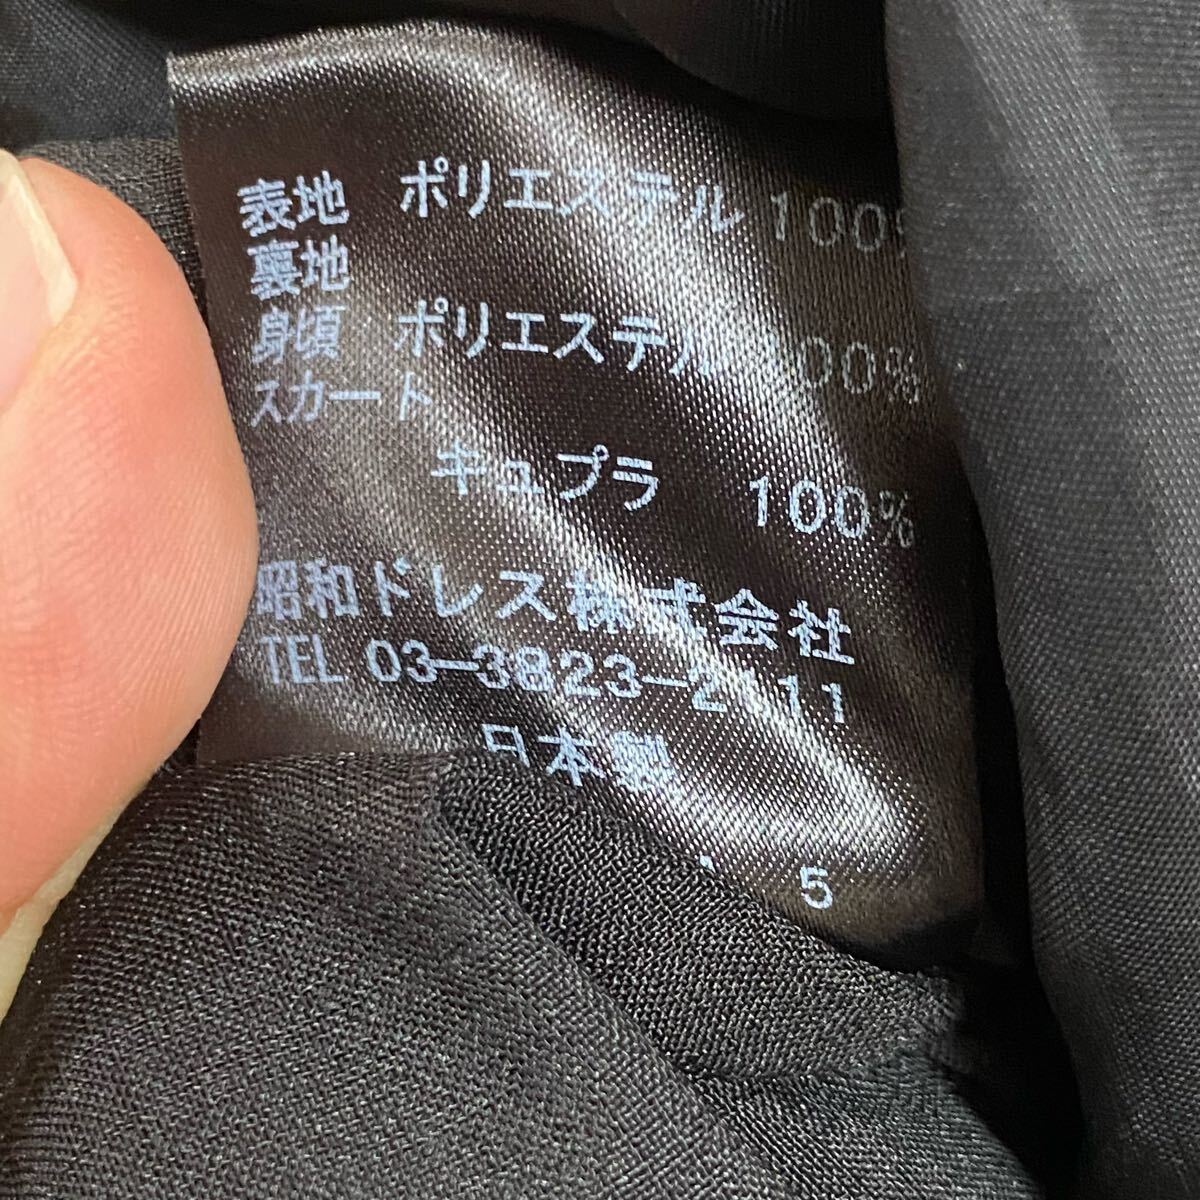 表地 ポリエステル 100%
裏地
身頃 ポリエステル 100%
スカート
キュプラ 100%
昭和ドレス株式会社
TEL 03-3823-2111
日本製
5